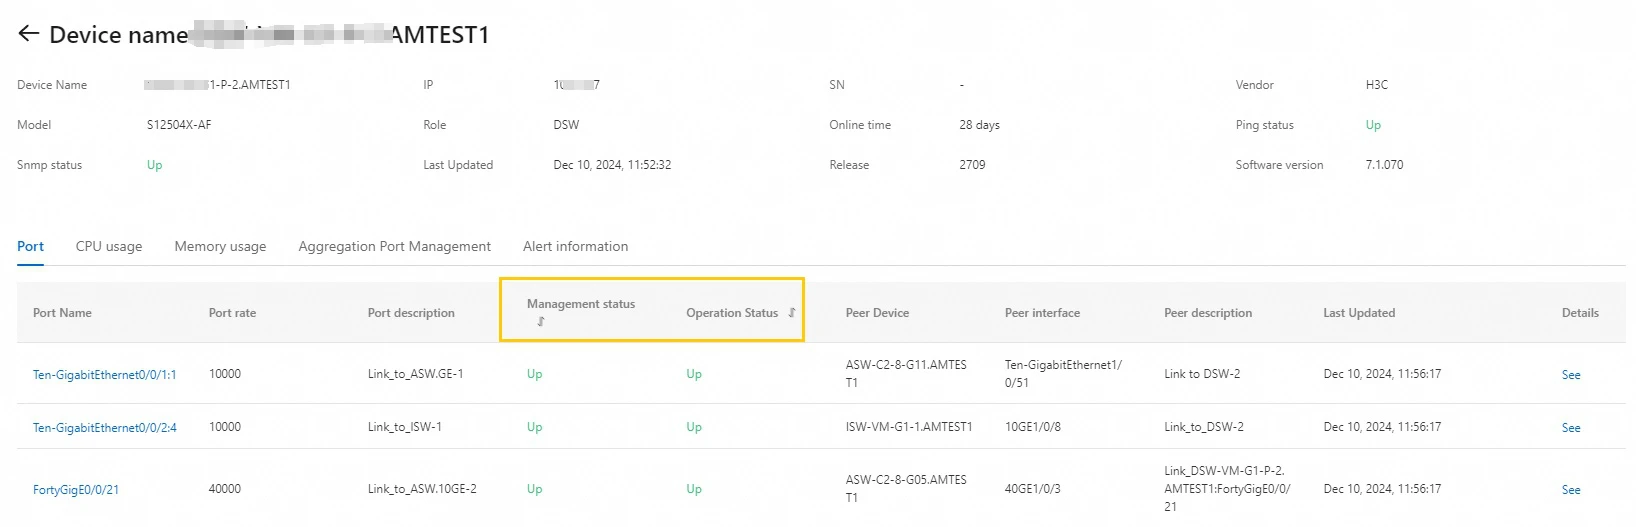 Device name AMTEST1
Device Name 1-P-2.AMTEST1 IP 10 7 SN - Vendor H3C
Model S12504X-AF Role DSW Online time 28 days Ping status Up
Snmp status Up Last Updated Dec 10, 2024, 11:52:32 Release 2709 Software version 7.1.070
Port CPU usage Memory usage Aggregation Port Management Alert information
Port Name Port rate Port description Management status Operation Status Peer Device Peer interface Peer description Last Updated Details
Ten-GigabitEthernet0/0/1:1 10000 Link_to_ASW.GE-1 Up Up ASW-C2-8-G11.AMTES Ten-GigabitEthernet1/ Link to DSW-2 Dec 10, 2024, 11:56:17 See
T1 0/51
Ten-GigabitEthernet0/0/2:4 10000 Link_to_ISW-1 Up Up ISW-VM-G1-1.AMTEST1 10GE1/0/8 Link_to_DSW-2 Dec 10, 2024, 11:56:17 See
FortyGigE0/0/21 40000 Link_to_ASW.10GE-2 Up Up ASW-C2-8-G05.AMTES 40GE1/0/3 Link_DSW-VM-G1-P-2. Dec 10, 2024, 11:56:17 See
T1 AMTEST1:FortyGigE0/0/
21